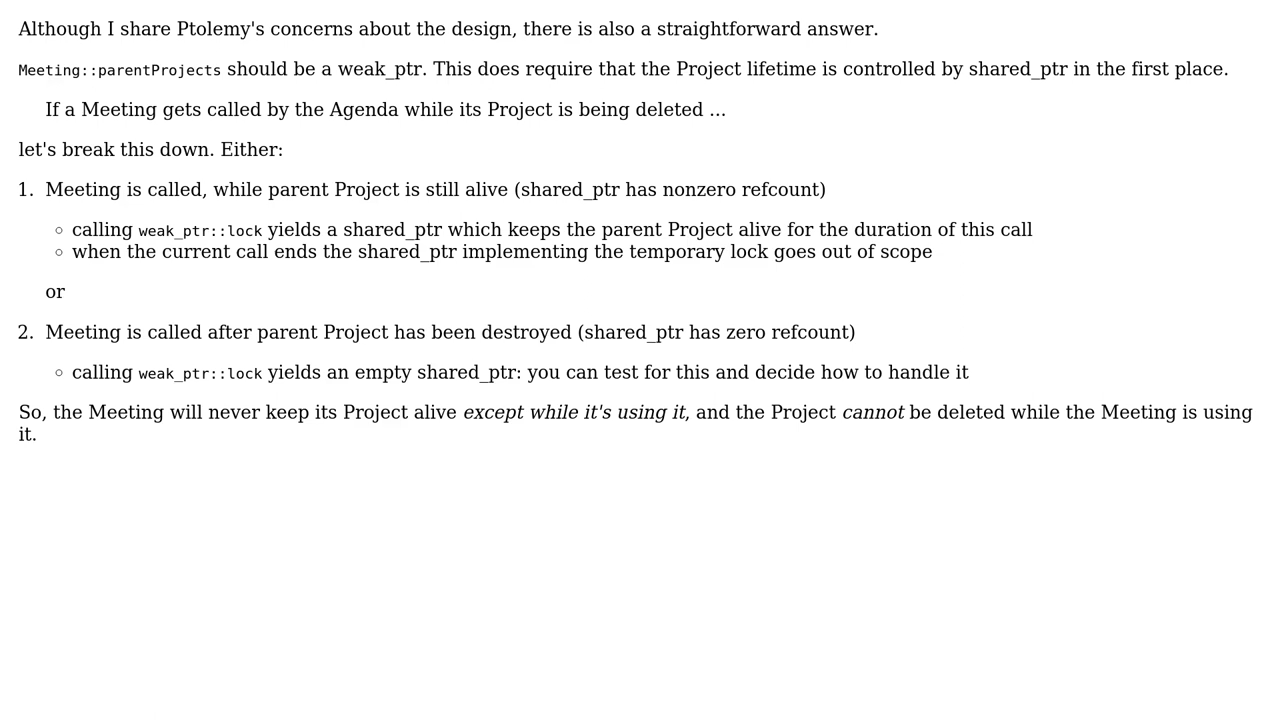 Although I share Ptolemy's concerns about the design, there is also a straightforward answer.
Meeting::parentProjects should be a weak_ptr. This does require that the Project lifetime is controlled by shared_ptr in the first place.
If a Meeting gets called by the Agenda while its Project is being deleted ...
let's break this down. Either:
1. Meeting is called, while parent Project is still alive (shared_ptr has nonzero refcount)
◦ calling weak_ptr::lock yields a shared_ptr which keeps the parent Project alive for the duration of this call
◦ when the current call ends the shared_ptr implementing the temporary lock goes out of scope
or
2. Meeting is called after parent Project has been destroyed (shared_ptr has zero refcount)
◦ calling weak_ptr::lock yields an empty shared_ptr: you can test for this and decide how to handle it
So, the Meeting will never keep its Project alive except while it's using it, and the Project cannot be deleted while the Meeting is using
it.